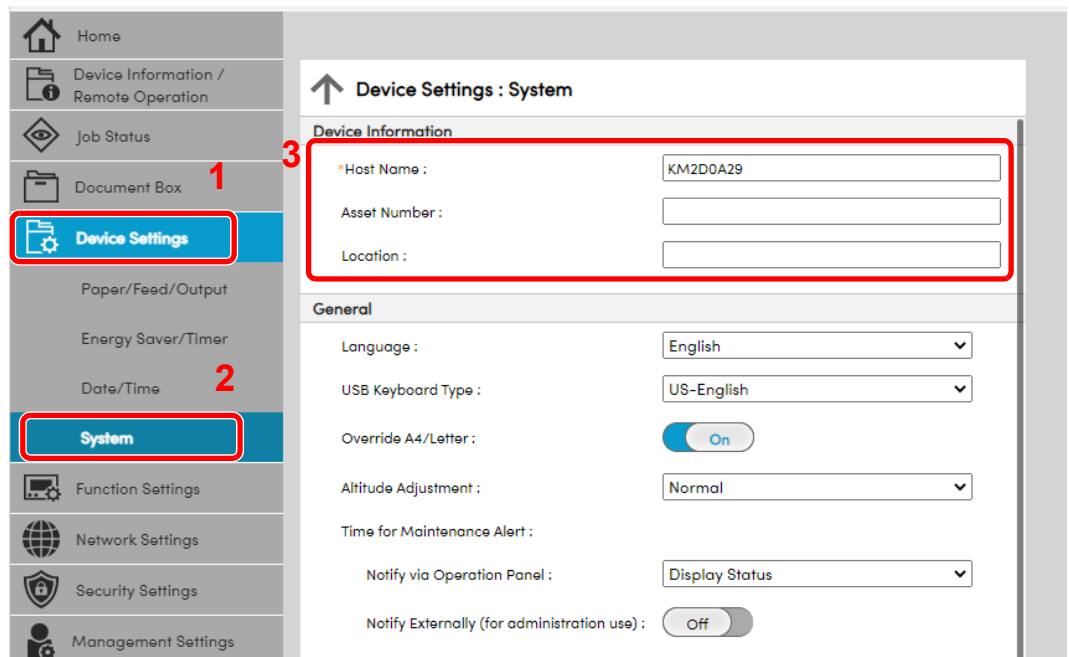 Home
Device Information /
Remote Operation
Job Status
Document Box
1
Device Settings
Paper/Feed/Output
Energy Saver/Timer
Date/Time
2
System
Function Settings
Network Settings
Security Settings
Management Settings
Device Settings : System
Device Information
3
*Host Name : KM2D0A29
Asset Number :
Location :
General
Language : English
USB Keyboard Type : US-English
Override A4/Letter : On
Altitude Adjustment : Normal
Time for Maintenance Alert :
Notify via Operation Panel : Display Status
Notify Externally (for administration use) : Off